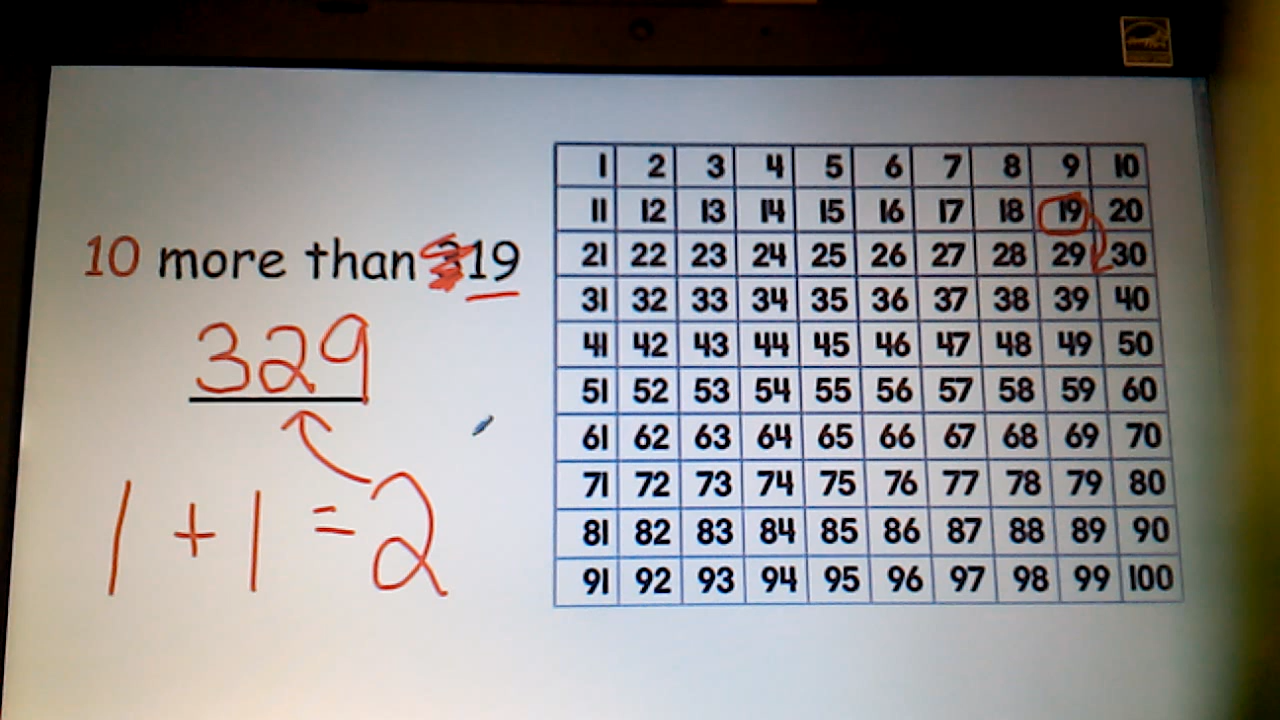 10 more than 319
329
1 + 1 = 2
1 2 3 4 5 6 7 8 9 10
11 12 13 14 15 16 17 18 19 20
21 22 23 24 25 26 27 28 29 30
31 32 33 34 35 36 37 38 39 40
41 42 43 44 45 46 47 48 49 50
51 52 53 54 55 56 57 58 59 60
61 62 63 64 65 66 67 68 69 70
71 72 73 74 75 76 77 78 79 80
81 82 83 84 85 86 87 88 89 90
91 92 93 94 95 96 97 98 99 100